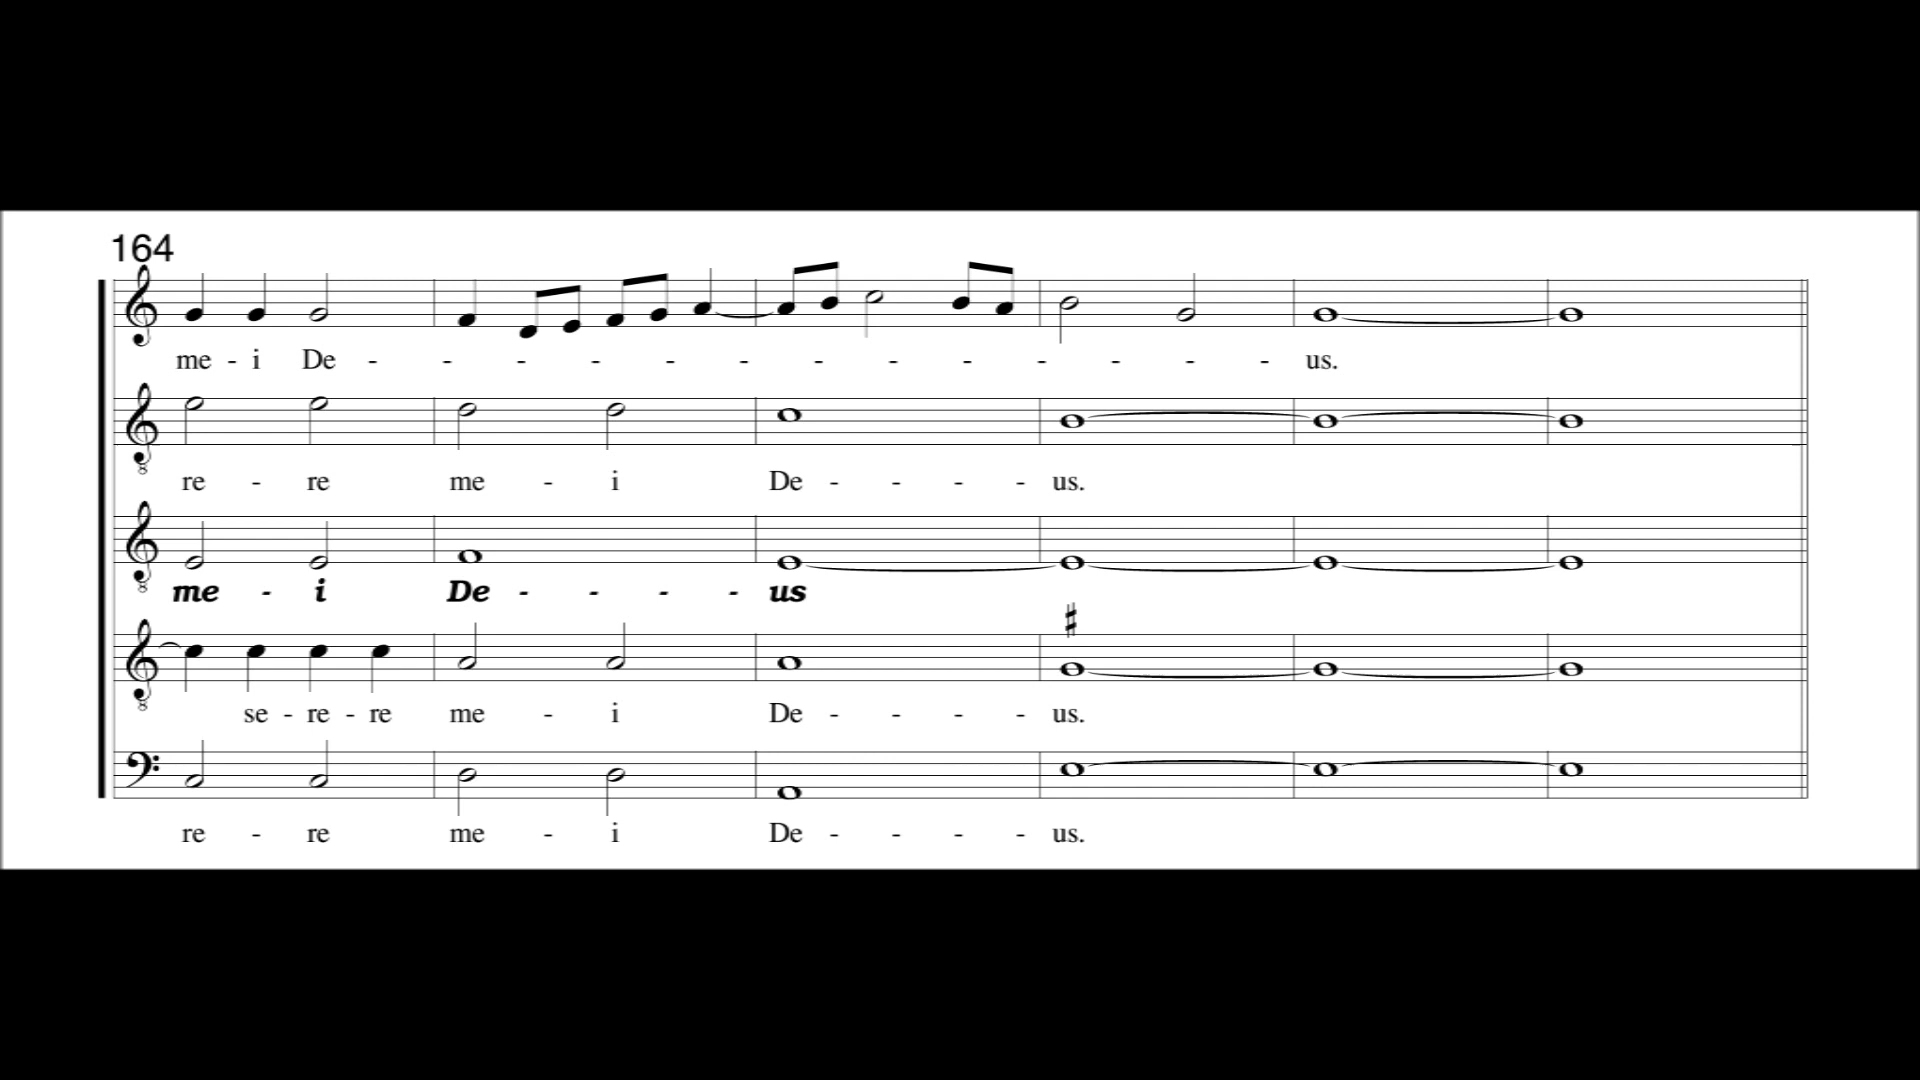 164
me - i De - - - - - - - - - - - - - us.
re - re me - i De - - - - us.
me - i De - - - - us
se - re - re me - i De - - - - us.
re - re me - i De - - - - us.